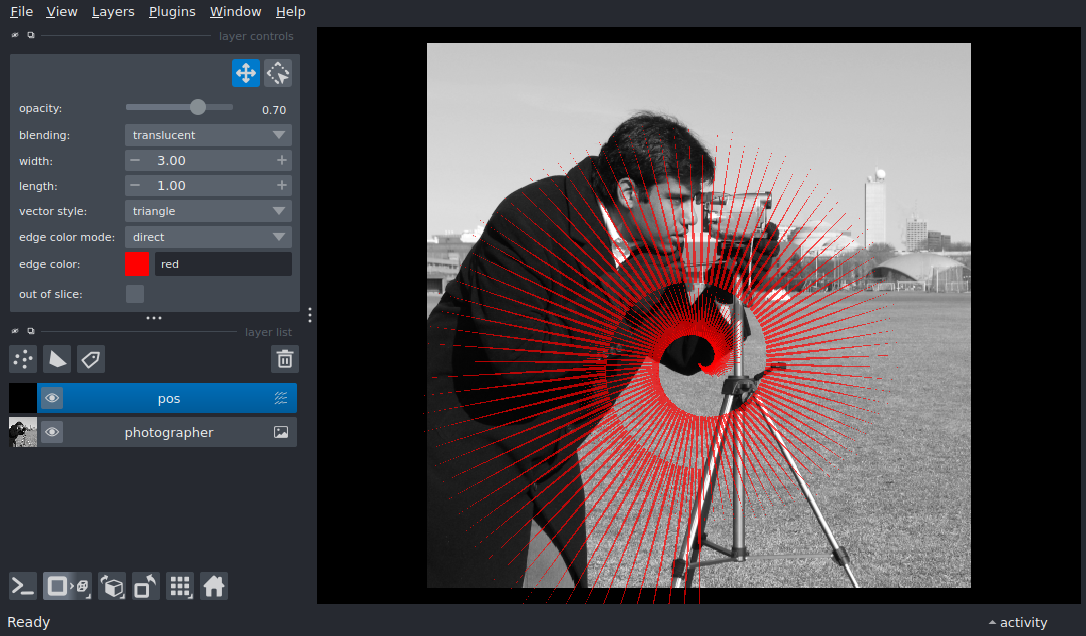 File View Layers Plugins Window Help
layer controls
opacity: 0.70
blending: translucent
width: 3.00
length: 1.00
vector style: triangle
edge color mode: direct
edge color: red
out of slice:
layer list
pos
photographer
Ready
activity